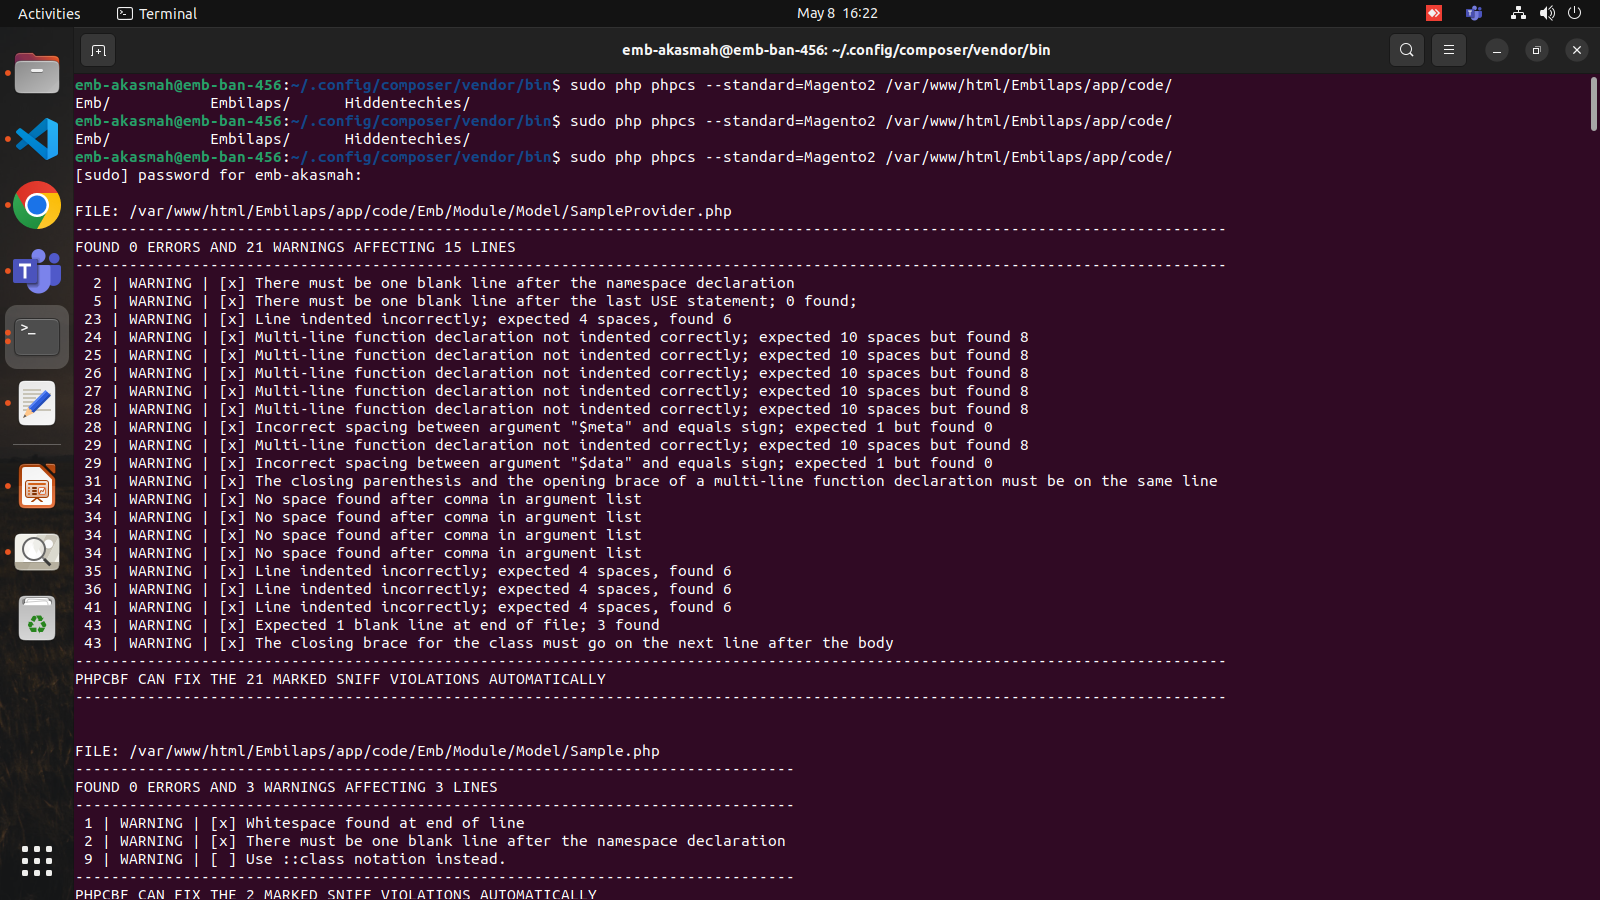 Activities Terminal May 8 16:22
emb-akasmah@emb-ban-456: ~/.config/composer/vendor/bin
emb-akasmah@emb-ban-456:~/.config/composer/vendor/bin$ sudo php phpcs --standard=Magento2 /var/www/html/Embilaps/app/code/
Emb/ Embilaps/ Hiddentechies/
emb-akasmah@emb-ban-456:~/.config/composer/vendor/bin$ sudo php phpcs --standard=Magento2 /var/www/html/Embilaps/app/code/
Emb/ Embilaps/ Hiddentechies/
emb-akasmah@emb-ban-456:~/.config/composer/vendor/bin$ sudo php phpcs --standard=Magento2 /var/www/html/Embilaps/app/code/
[sudo] password for emb-akasmah:
FILE: /var/www/html/Embilaps/app/code/Emb/Module/Model/SampleProvider.php
--------------------------------------------------------------------------------------------------------------------------------
FOUND 0 ERRORS AND 21 WARNINGS AFFECTING 15 LINES
--------------------------------------------------------------------------------------------------------------------------------
2 | WARNING | [x] There must be one blank line after the namespace declaration
5 | WARNING | [x] There must be one blank line after the last USE statement; 0 found;
23 | WARNING | [x] Line indented incorrectly; expected 4 spaces, found 6
24 | WARNING | [x] Multi-line function declaration not indented correctly; expected 10 spaces but found 8
25 | WARNING | [x] Multi-line function declaration not indented correctly; expected 10 spaces but found 8
26 | WARNING | [x] Multi-line function declaration not indented correctly; expected 10 spaces but found 8
27 | WARNING | [x] Multi-line function declaration not indented correctly; expected 10 spaces but found 8
28 | WARNING | [x] Multi-line function declaration not indented correctly; expected 10 spaces but found 8
28 | WARNING | [x] Incorrect spacing between argument "$meta" and equals sign; expected 1 but found 0
29 | WARNING | [x] Multi-line function declaration not indented correctly; expected 10 spaces but found 8
29 | WARNING | [x] Incorrect spacing between argument "$data" and equals sign; expected 1 but found 0
31 | WARNING | [x] The closing parenthesis and the opening brace of a multi-line function declaration must be on the same line
34 | WARNING | [x] No space found after comma in argument list
34 | WARNING | [x] No space found after comma in argument list
34 | WARNING | [x] No space found after comma in argument list
34 | WARNING | [x] No space found after comma in argument list
35 | WARNING | [x] Line indented incorrectly; expected 4 spaces, found 6
36 | WARNING | [x] Line indented incorrectly; expected 4 spaces, found 6
41 | WARNING | [x] Line indented incorrectly; expected 4 spaces, found 6
43 | WARNING | [x] Expected 1 blank line at end of file; 3 found
43 | WARNING | [x] The closing brace for the class must go on the next line after the body
--------------------------------------------------------------------------------------------------------------------------------
PHPCBF CAN FIX THE 21 MARKED SNIFF VIOLATIONS AUTOMATICALLY
--------------------------------------------------------------------------------------------------------------------------------
FILE: /var/www/html/Embilaps/app/code/Emb/Module/Model/Sample.php
--------------------------------------------------------------------------------
FOUND 0 ERRORS AND 3 WARNINGS AFFECTING 3 LINES
--------------------------------------------------------------------------------
1 | WARNING | [x] Whitespace found at end of line
2 | WARNING | [x] There must be one blank line after the namespace declaration
9 | WARNING | [ ] Use ::class notation instead.
--------------------------------------------------------------------------------
PHPCBF CAN FIX THE 2 MARKED SNIFF VIOLATIONS AUTOMATICALLY